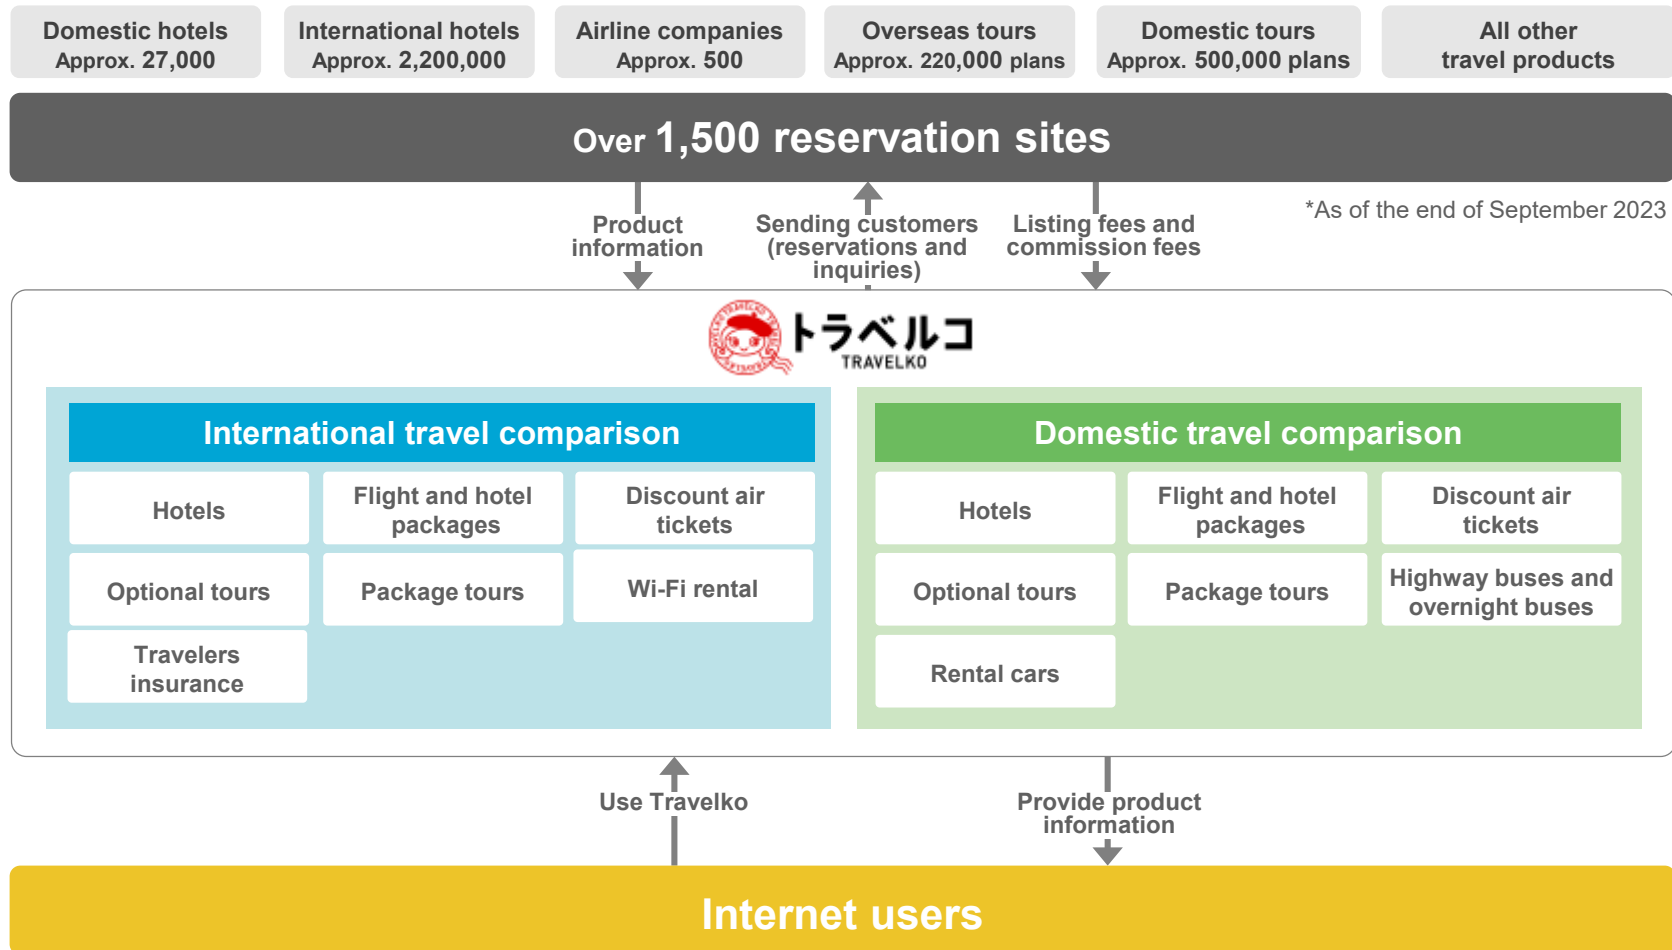 Domestic hotels
Approx. 27,000
International hotels
Approx. 2,200,000
Airline companies
Approx. 500
Overseas tours
Approx. 220,000 plans
Domestic tours
Approx. 500,000 plans
All other
travel products
Over 1,500 reservation sites
*As of the end of September 2023
Product
information
Sending customers
(reservations and
inquiries)
Listing fees and
commission fees
トラベルコ
TRAVELKO
International travel comparison
Hotels
Flight and hotel
packages
Discount air
tickets
Optional tours
Package tours
Wi-Fi rental
Travelers
insurance
Domestic travel comparison
Hotels
Flight and hotel
packages
Discount air
tickets
Optional tours
Package tours
Highway buses and
overnight buses
Rental cars
Use Travelko
Provide product
information
Internet users